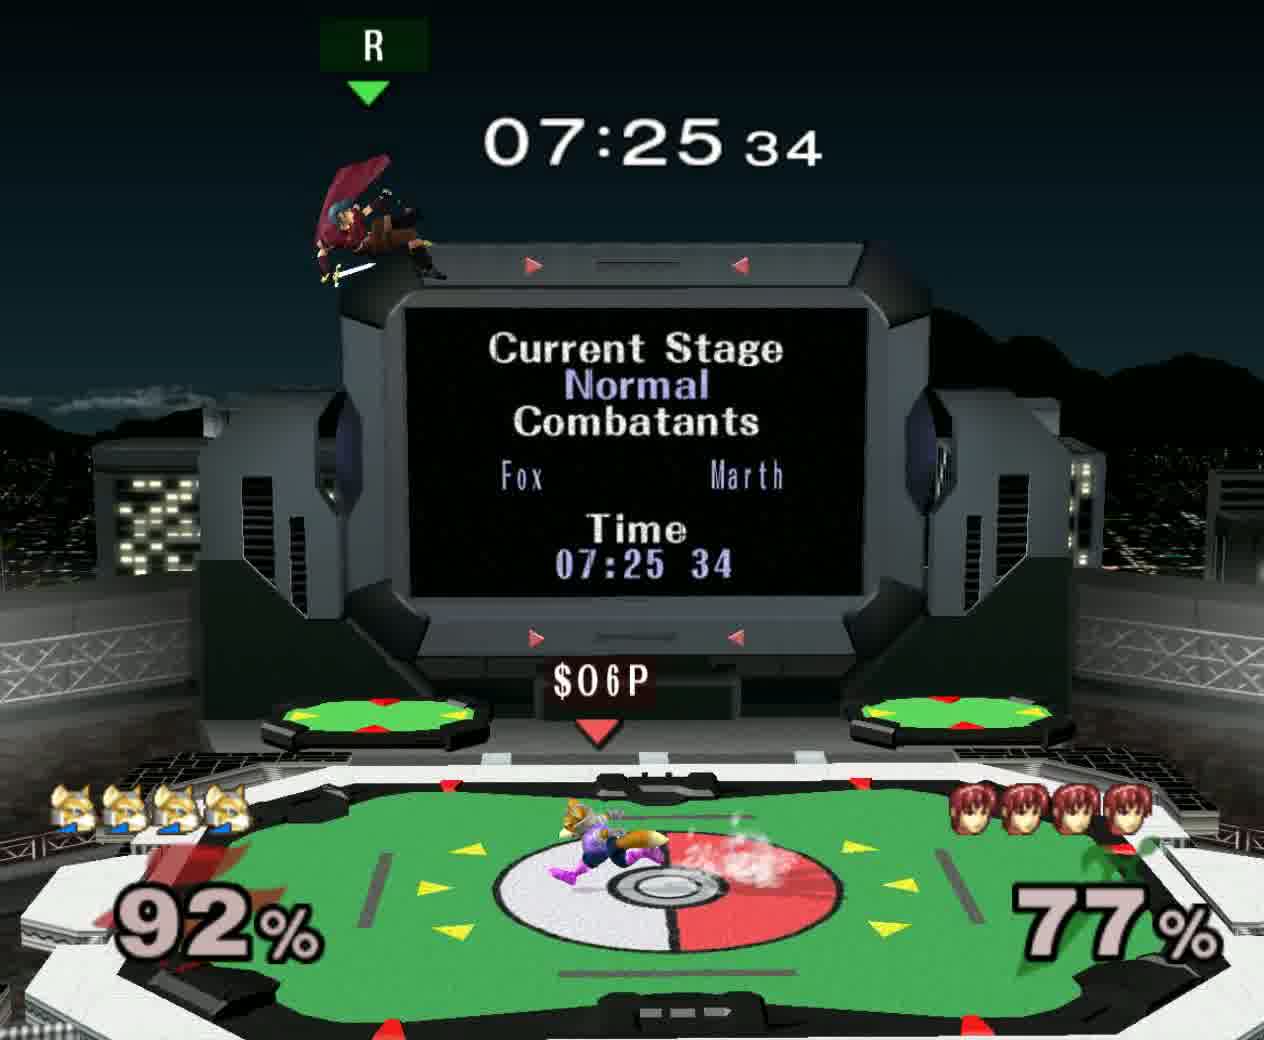 R
07:25 34
Current Stage
Normal
Combatants
Fox Marth
Time
07:25 34
$06P
92%
77%